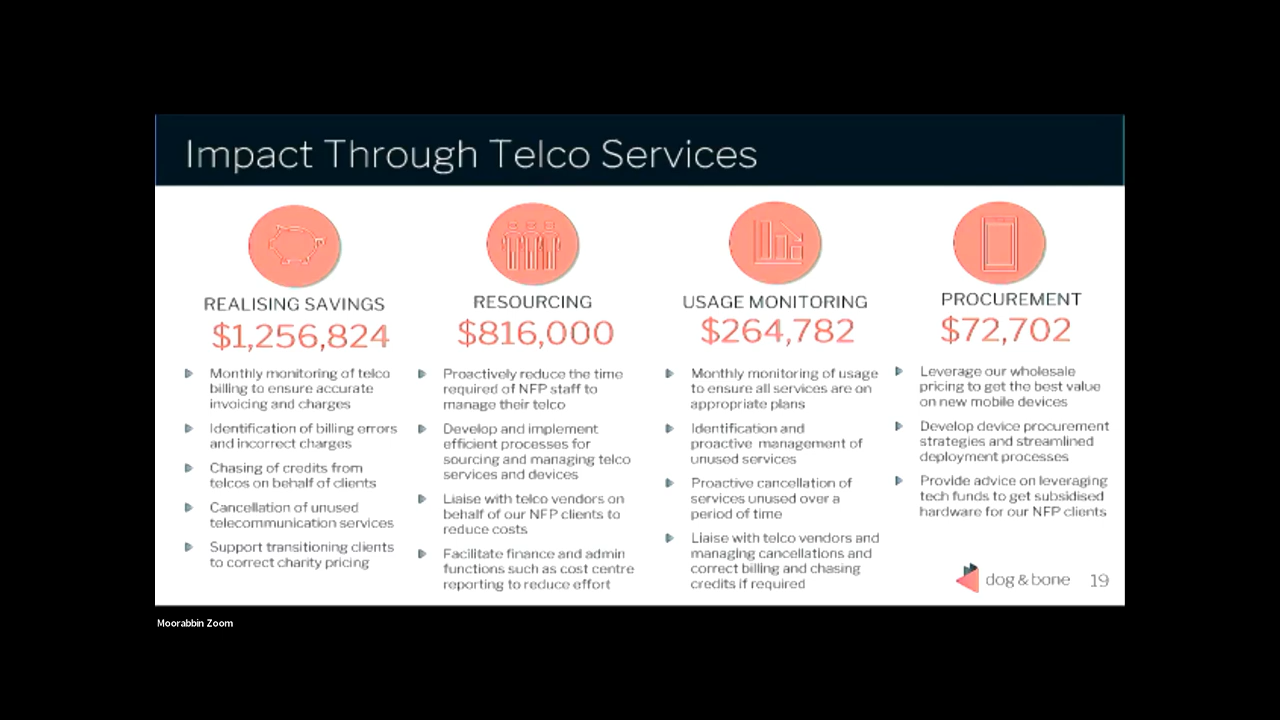 Impact Through Telco Services
REALISING SAVINGS
$1,256,824
Monthly monitoring of telco
billing to ensure accurate
invoicing and charges
Identification of billing errors
and incorrect charges
Chasing of credits from
telcos on behalf of clients
Cancellation of unused
telecommunication services
Support transitioning clients
to correct charity pricing
RESOURCING
$816,000
Proactively reduce the time
required of NFP staff to
manage their telco
Develop and implement
efficient processes for
sourcing and managing telco
services and devices
Liaise with telco vendors on
behalf of our NFP clients to
reduce costs
Facilitate finance and admin
functions such as cost centre
reporting to reduce effort
USAGE MONITORING
$264,782
Monthly monitoring of usage
to ensure all services are on
appropriate plans
Identification and
proactive management of
unused services
Proactive cancellation of
services unused over a
period of time
Liaise with telco vendors and
managing cancellations and
correct billing and chasing
credits if required
PROCUREMENT
$72,702
Leverage our wholesale
pricing to get the best value
on new mobile devices
Develop device procurement
strategies and streamlined
deployment processes
Provide advice on leveraging
tech funds to get subsidised
hardware for our NFP clients
dog & bone 19
Moorabbin Zoom